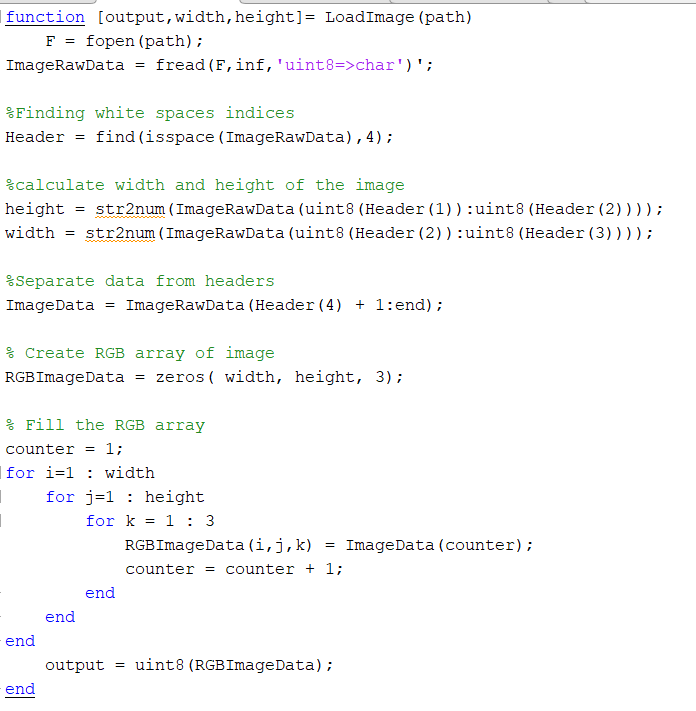 function [output,width,height]= LoadImage(path)
    F = fopen(path);
ImageRawData = fread(F,inf,'uint8=>char')';
%Finding white spaces indices
Header = find(isspace(ImageRawData),4);
%calculate width and height of the image
height = str2num(ImageRawData(uint8(Header(1)):uint8(Header(2))));
width = str2num(ImageRawData(uint8(Header(2)):uint8(Header(3))));
%Separate data from headers
ImageData = ImageRawData(Header(4) + 1:end);
% Create RGB array of image
RGBImageData = zeros( width, height, 3);
% Fill the RGB array
counter = 1;
for i=1 : width
    for j=1 : height
        for k = 1 : 3
            RGBImageData(i,j,k) = ImageData(counter);
            counter = counter + 1;
        end
    end
end
    output = uint8(RGBImageData);
end